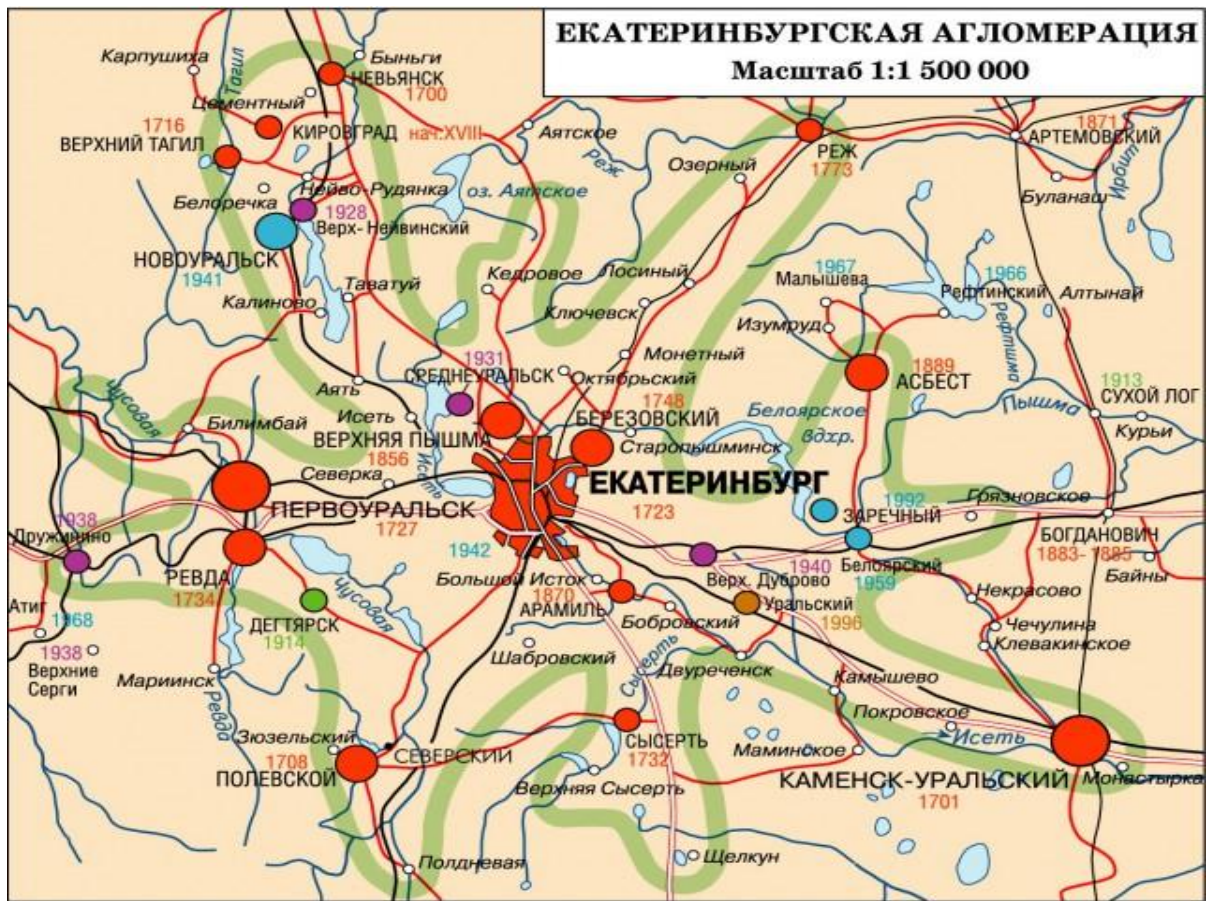 ЕКАТЕРИНБУРГСКАЯ АГЛОМЕРАЦИЯ
Масштаб 1:1 500 000
Карпушиха
Тагил
Быньги
НЕВЬЯНСК
1700
Цементный
1716
ВЕРХНИЙ ТАГИЛ
КИРОВГРАД
нач.XVIII
Аятское
Реж
оз. Аятское
Озерный
РЕЖ
1773
1871
АРТЕМОВСКИЙ
Буланаш
Ирбит
Нейво-Рудянка
Белоречка
1928
Верх-Нейвинский
НОВОУРАЛЬСК
1941
Калиново
Таватуй
Кедровое
Лосиный
Ключевск
1967
Малышева
1966
Рефтинский
Алтынай
Изумруд
Рефтшма
Монетный
1931
СРЕДНЕУРАЛЬСК
Октябрьский
1889
АСБЕСТ
1913
СУХОЙ ЛОГ
Пышма
Курьи
Чусовая
Аять
Исеть
Билимбай
ВЕРХНЯЯ ПЫШМА
1856
1748
БЕРЕЗОВСКИЙ
Старопышминск
Белоярское
вдхр.
Северка
Исеть
ЕКАТЕРИНБУРГ
1723
ПЕРВОУРАЛЬСК
1727
1992
ЗАРЕЧНЫЙ
Грязновское
БОГДАНОВИЧ
1883- 1885
Байны
1938
Дружинино
1942
РЕВДА
1734
Большой Исток
1870
АРАМИЛЬ
1940
Верх. Дуброво
Белоярский
1959
Уральский
1996
Некрасово
Чечулина
Клевакинское
Атиг
1968
1938
Верхние
Серги
ДЕГТЯРСК
1914
Чусовая
Бобровский
Шабровский
Сысерть
Двуреченск
Камышево
Мариинск
Ревда
Покровское
Исеть
Зюзельский
1708
ПОЛЕВСКОЙ
СЕВЕРСКИЙ
СЫСЕРТЬ
1732
Маминское
КАМЕНСК-УРАЛЬСКИЙ
1701
Монастырка
Верхняя Сысерть
Полдневая
Щелкун